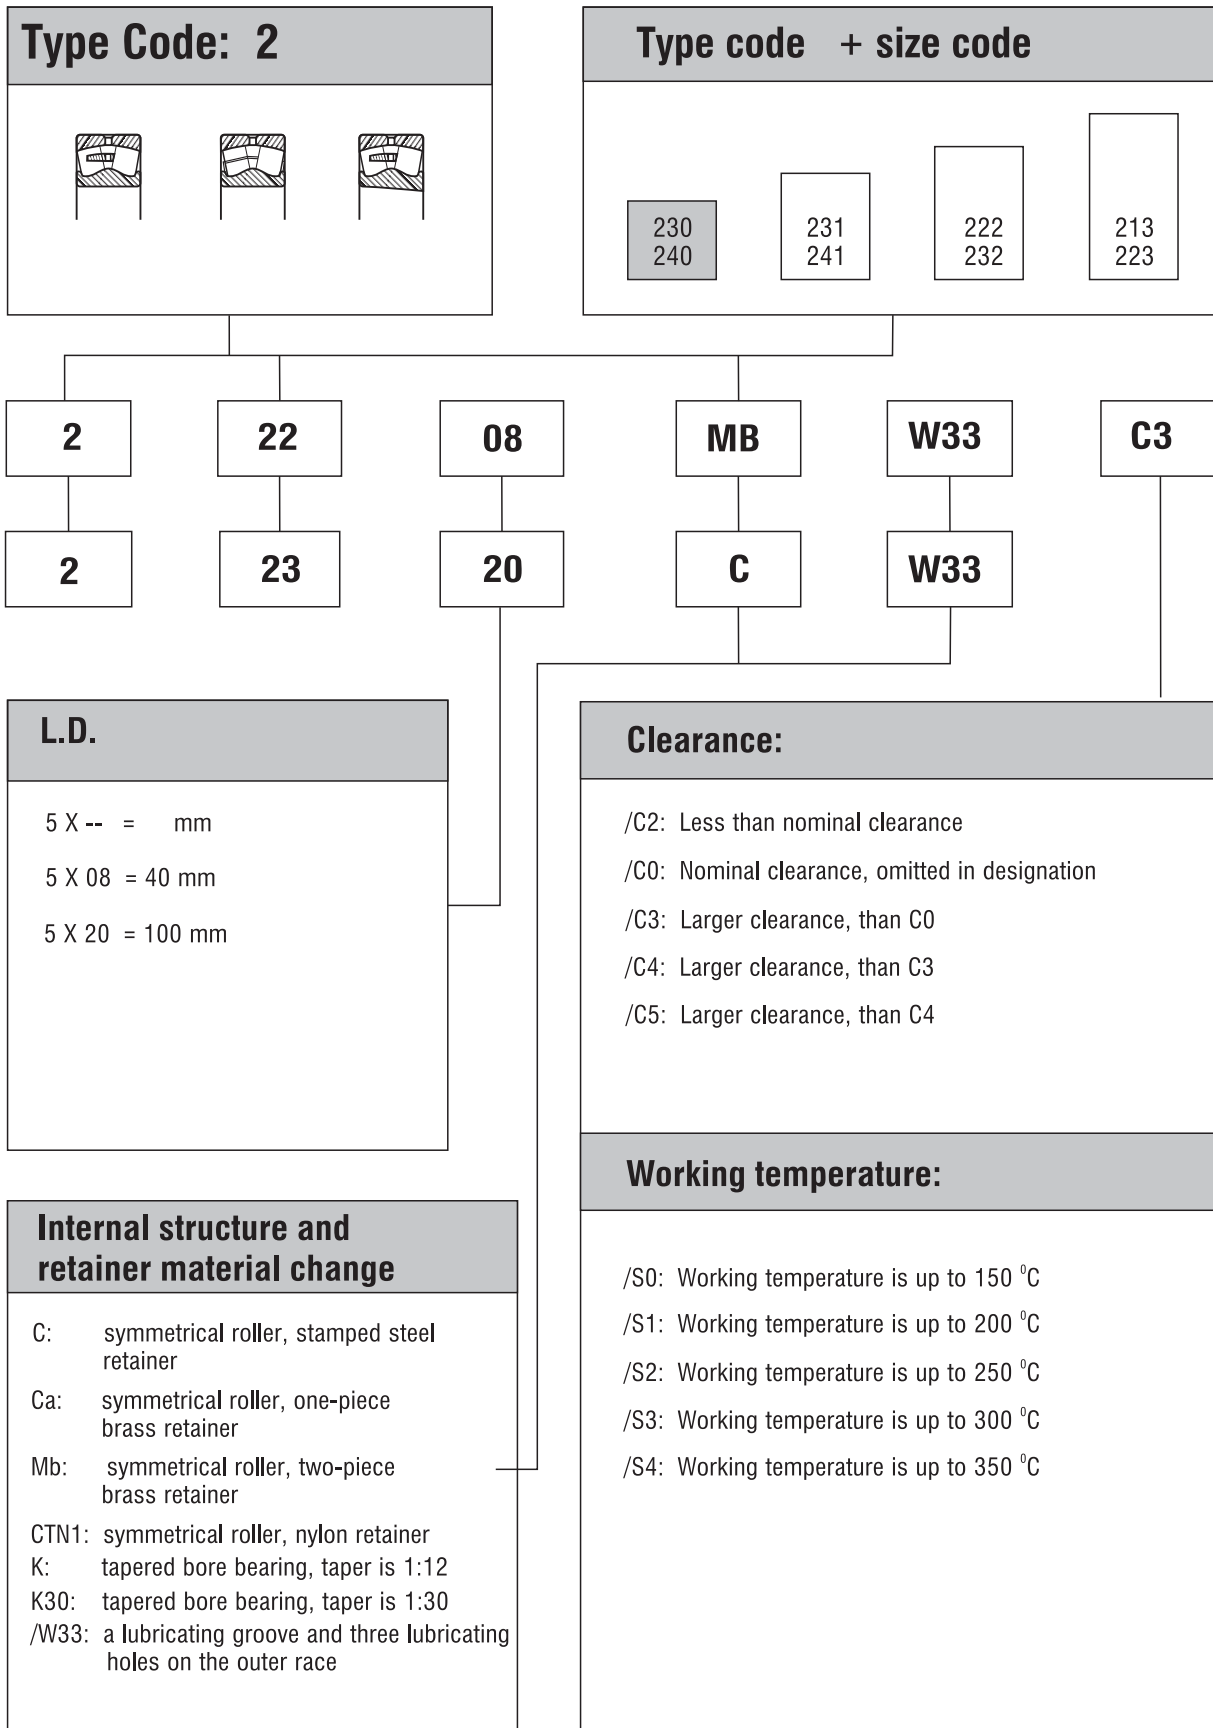 Type Code: 2
Type code + size code
230
240
231
241
222
232
213
223
2
22
08
MB
W33
C3
2
23
20
C
W33
L.D.
5 X -- = mm
5 X 08 = 40 mm
5 X 20 = 100 mm
Clearance:
/C2: Less than nominal clearance
/C0: Nominal clearance, omitted in designation
/C3: Larger clearance, than C0
/C4: Larger clearance, than C3
/C5: Larger clearance, than C4
Working temperature:
/S0: Working temperature is up to 150 °C
/S1: Working temperature is up to 200 °C
/S2: Working temperature is up to 250 °C
/S3: Working temperature is up to 300 °C
/S4: Working temperature is up to 350 °C
Internal structure and
retainer material change
C: symmetrical roller, stamped steel
retainer
Ca: symmetrical roller, one-piece
brass retainer
Mb: symmetrical roller, two-piece
brass retainer
CTN1: symmetrical roller, nylon retainer
K: tapered bore bearing, taper is 1:12
K30: tapered bore bearing, taper is 1:30
/W33: a lubricating groove and three lubricating
holes on the outer race